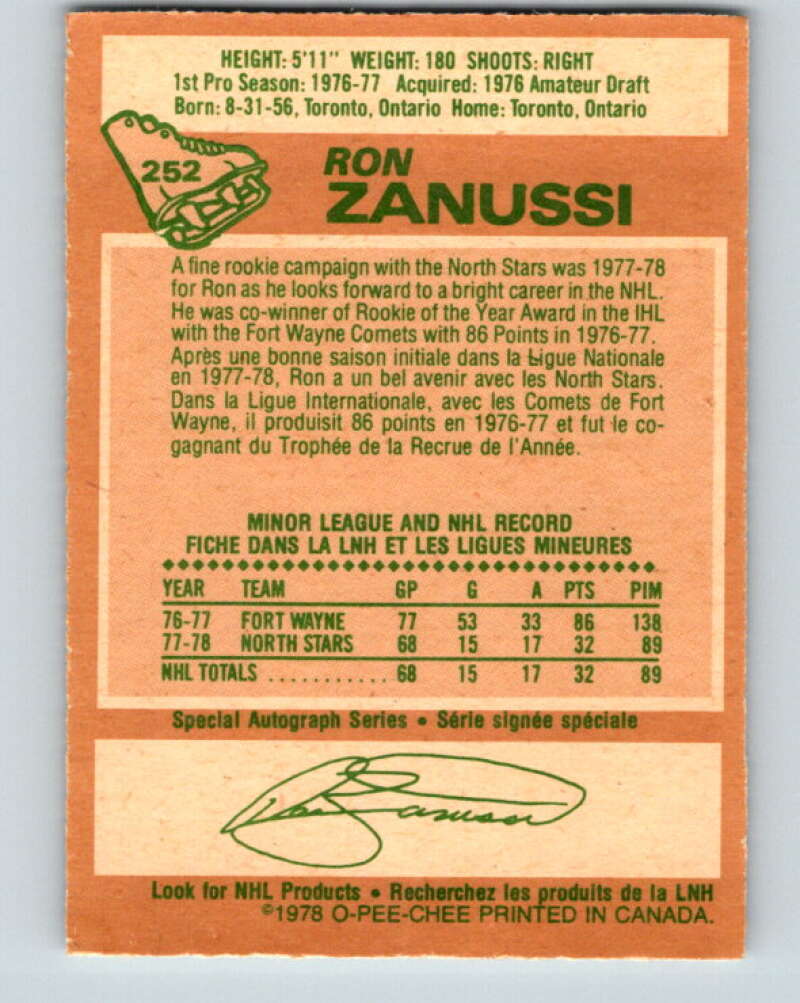 HEIGHT: 5'11" WEIGHT: 180 SHOOTS: RIGHT
1st Pro Season: 1976-77 Acquired: 1976 Amateur Draft
Born: 8-31-56, Toronto, Ontario Home: Toronto, Ontario
252
RON
ZANUSSI
A fine rookie campaign with the North Stars was 1977-78
for Ron as he looks forward to a bright career in the NHL.
He was co-winner of Rookie of the Year Award in the IHL
with the Fort Wayne Comets with 86 Points in 1976-77.
Après une bonne saison initiale dans la Ligue Nationale
en 1977-78, Ron a un bel avenir avec les North Stars.
Dans la Ligue Internationale, avec les Comets de Fort
Wayne, il produisit 86 points en 1976-77 et fut le co-
gagnant du Trophée de la Recrue de l'Année.
MINOR LEAGUE AND NHL RECORD
FICHE DANS LA LNH ET LES LIGUES MINEURES
YEAR TEAM GP G A PTS PIM
76-77 FORT WAYNE 77 53 33 86 138
77-78 NORTH STARS 68 15 17 32 89
NHL TOTALS ........... 68 15 17 32 89
Special Autograph Series • Série signée spéciale
Ron Zanussi
Look for NHL Products • Recherchez les produits de la LNH
©1978 O-PEE-CHEE PRINTED IN CANADA.